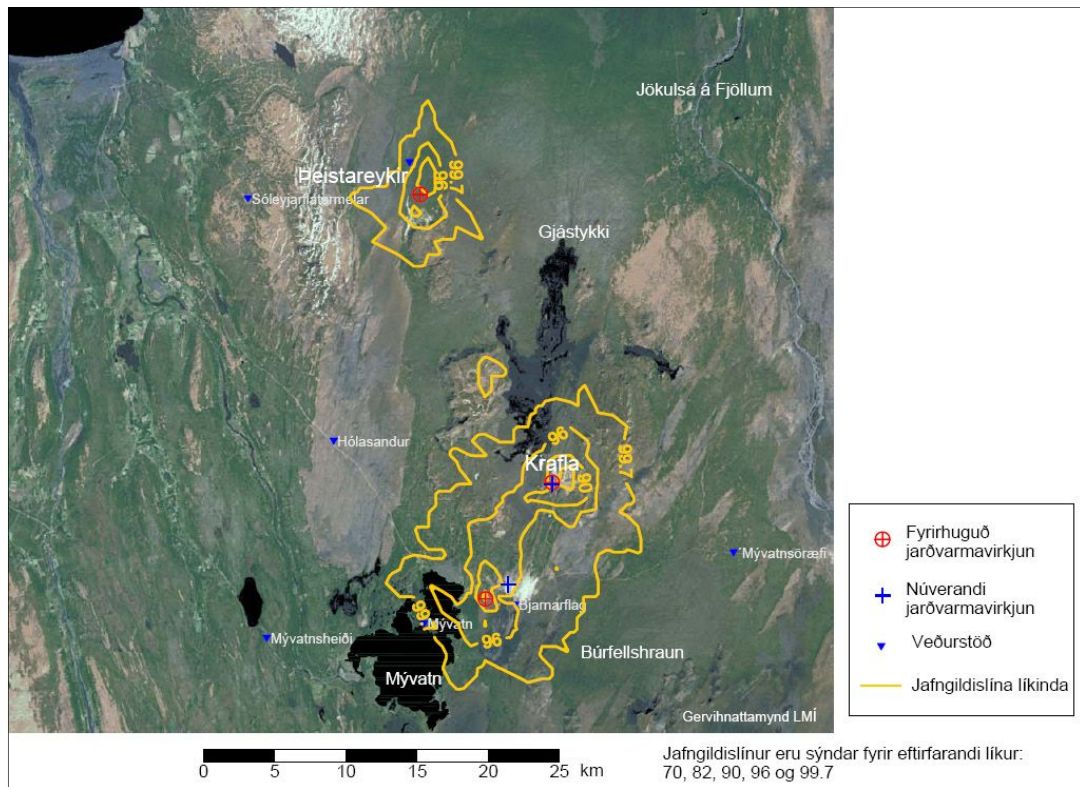 Jökulsá á Fjöllum
Þeistareykir
99.7
96
Sóleyjarflatarmelar
Gjástykki
Hólasandur
96
Krafla
90
99.7
Mývatnsöræfi
Bjarnarflag
99.7
Mývatn
96
Mývatnsheiði
Mývatn
Búrfellshraun
Gervihnattamynd LMÍ
Fyrirhuguð
jarðvarmavirkjun
Núverandi
jarðvarmavirkjun
Veðurstöð
Jafngildislína líkinda
0 5 10 15 20 25 km
Jafngildislínur eru sýndar fyrir eftirfarandi líkur:
70, 82, 90, 96 og 99.7